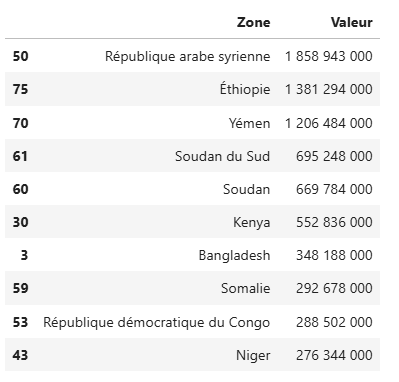 Zone Valeur
50 République arabe syrienne 1 858 943 000
75 Éthiopie 1 381 294 000
70 Yémen 1 206 484 000
61 Soudan du Sud 695 248 000
60 Soudan 669 784 000
30 Kenya 552 836 000
3 Bangladesh 348 188 000
59 Somalie 292 678 000
53 République démocratique du Congo 288 502 000
43 Niger 276 344 000